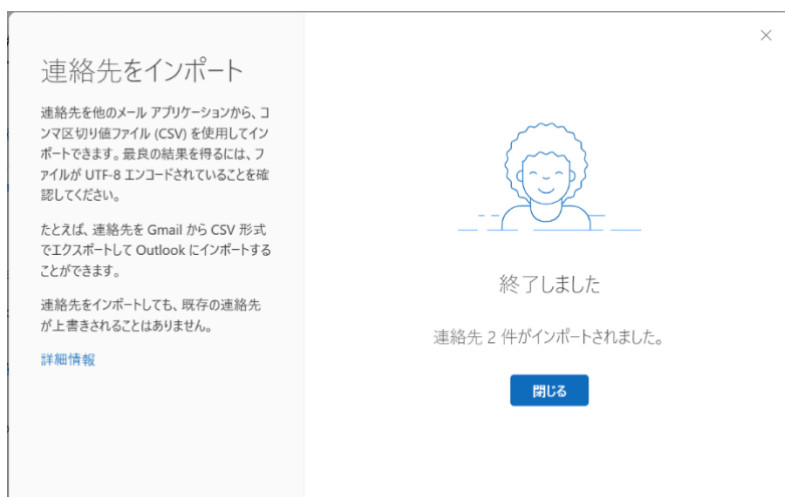 連絡先をインポート
連絡先を他のメール アプリケーションから、コ
ンマ区切り値ファイル (CSV) を使用してイン
ポートできます。最良の結果を得るには、フ
ァイルが UTF-8 エンコードされていることを確
認してください。
たとえば、連絡先を Gmail から CSV 形式
でエクスポートして Outlook にインポートする
ことができます。
連絡先をインポートしても、既存の連絡先
が上書きされることはありません。
詳細情報
終了しました
連絡先 2 件がインポートされました。
閉じる